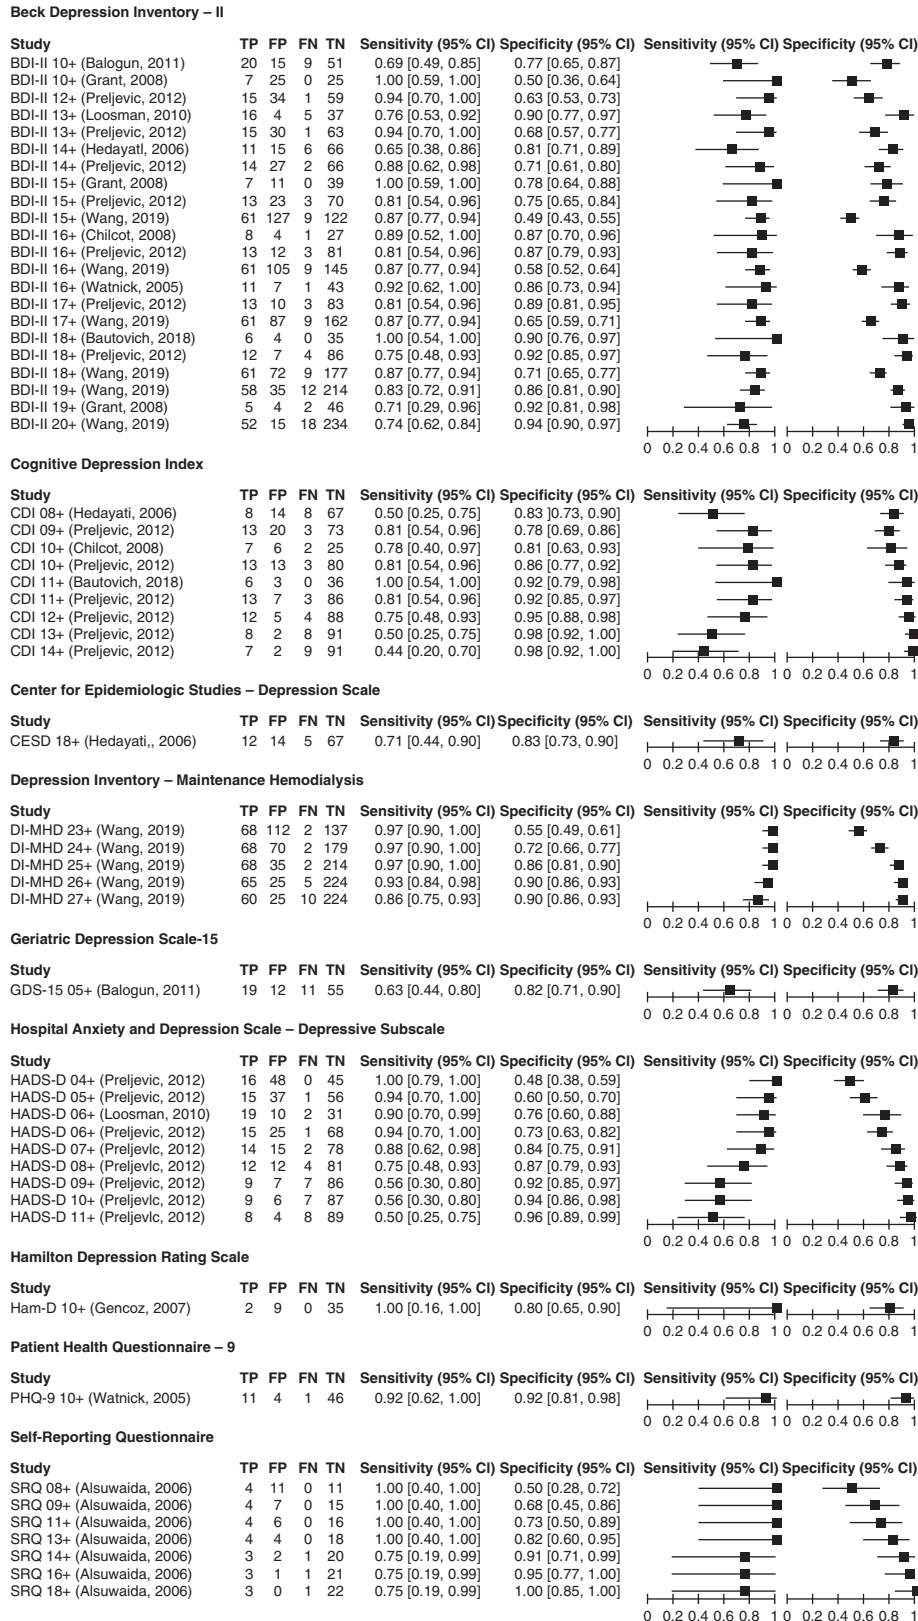 Beck Depression Inventory – II
Study TP FP FN TN Sensitivity (95% CI) Specificity (95% CI) Sensitivity (95% CI) Specificity (95% CI)
BDI-II 10+ (Balogun, 2011) 20 15 9 51 0.69 [0.49, 0.85] 0.77 [0.65, 0.87]
BDI-II 10+ (Grant, 2008) 7 25 0 25 1.00 [0.59, 1.00] 0.50 [0.36, 0.64]
BDI-II 12+ (Preljevic, 2012) 15 34 1 59 0.94 [0.70, 1.00] 0.63 [0.53, 0.73]
BDI-II 13+ (Loosman, 2010) 16 4 5 37 0.76 [0.53, 0.92] 0.90 [0.77, 0.97]
BDI-II 13+ (Preljevic, 2012) 15 30 1 63 0.94 [0.70, 1.00] 0.68 [0.57, 0.77]
BDI-II 14+ (Hedayatl, 2006) 11 15 6 66 0.65 [0.38, 0.86] 0.81 [0.71, 0.89]
BDI-II 14+ (Preljevic, 2012) 14 27 2 66 0.88 [0.62, 0.98] 0.71 [0.61, 0.80]
BDI-II 15+ (Grant, 2008) 7 11 0 39 1.00 [0.59, 1.00] 0.78 [0.64, 0.88]
BDI-II 15+ (Preljevic, 2012) 13 23 3 70 0.81 [0.54, 0.96] 0.75 [0.65, 0.84]
BDI-II 15+ (Wang, 2019) 61 127 9 122 0.87 [0.77, 0.94] 0.49 [0.43, 0.55]
BDI-II 16+ (Chilcot, 2008) 8 4 1 27 0.89 [0.52, 1.00] 0.87 [0.70, 0.96]
BDI-II 16+ (Preljevic, 2012) 13 12 3 81 0.81 [0.54, 0.96] 0.87 [0.79, 0.93]
BDI-II 16+ (Wang, 2019) 61 105 9 145 0.87 [0.77, 0.94] 0.58 [0.52, 0.64]
BDI-II 16+ (Watnick, 2005) 11 7 1 43 0.92 [0.62, 1.00] 0.86 [0.73, 0.94]
BDI-II 17+ (Preljevic, 2012) 13 10 3 83 0.81 [0.54, 0.96] 0.89 [0.81, 0.95]
BDI-II 17+ (Wang, 2019) 61 87 9 162 0.87 [0.77, 0.94] 0.65 [0.59, 0.71]
BDI-II 18+ (Bautovich, 2018) 6 4 0 35 1.00 [0.54, 1.00] 0.90 [0.76, 0.97]
BDI-II 18+ (Preljevic, 2012) 12 7 4 86 0.75 [0.48, 0.93] 0.92 [0.85, 0.97]
BDI-II 18+ (Wang, 2019) 61 72 9 177 0.87 [0.77, 0.94] 0.71 [0.65, 0.77]
BDI-II 19+ (Wang, 2019) 58 35 12 214 0.83 [0.72, 0.91] 0.86 [0.81, 0.90]
BDI-II 19+ (Grant, 2008) 5 4 2 46 0.71 [0.29, 0.96] 0.92 [0.81, 0.98]
BDI-II 20+ (Wang, 2019) 52 15 18 234 0.74 [0.62, 0.84] 0.94 [0.90, 0.97]
0 0.2 0.4 0.6 0.8 1 0 0.2 0.4 0.6 0.8 1
Cognitive Depression Index
Study TP FP FN TN Sensitivity (95% CI) Specificity (95% CI) Sensitivity (95% CI) Specificity (95% CI)
CDI 08+ (Hedayati, 2006) 8 14 8 67 0.50 [0.25, 0.75] 0.83 ]0.73, 0.90]
CDI 09+ (Preljevic, 2012) 13 20 3 73 0.81 [0.54, 0.96] 0.78 [0.69, 0.86]
CDI 10+ (Chilcot, 2008) 7 6 2 25 0.78 [0.40, 0.97] 0.81 [0.63, 0.93]
CDI 10+ (Preljevic, 2012) 13 13 3 80 0.81 [0.54, 0.96] 0.86 [0.77, 0.92]
CDI 11+ (Bautovich, 2018) 6 3 0 36 1.00 [0.54, 1.00] 0.92 [0.79, 0.98]
CDI 11+ (Preljevic, 2012) 13 7 3 86 0.81 [0.54, 0.96] 0.92 [0.85, 0.97]
CDI 12+ (Preljevic, 2012) 12 5 4 88 0.75 [0.48, 0.93] 0.95 [0.88, 0.98]
CDI 13+ (Preljevic, 2012) 8 2 8 91 0.50 [0.25, 0.75] 0.98 [0.92, 1.00]
CDI 14+ (Preljevic, 2012) 7 2 9 91 0.44 [0.20, 0.70] 0.98 [0.92, 1.00]
0 0.2 0.4 0.6 0.8 1 0 0.2 0.4 0.6 0.8 1
Center for Epidemiologic Studies – Depression Scale
Study TP FP FN TN Sensitivity (95% CI) Specificity (95% CI) Sensitivity (95% CI) Specificity (95% CI)
CESD 18+ (Hedayati,, 2006) 12 14 5 67 0.71 [0.44, 0.90] 0.83 [0.73, 0.90]
0 0.2 0.4 0.6 0.8 1 0 0.2 0.4 0.6 0.8 1
Depression Inventory – Maintenance Hemodialysis
Study TP FP FN TN Sensitivity (95% CI) Specificity (95% CI) Sensitivity (95% CI) Specificity (95% CI)
DI-MHD 23+ (Wang, 2019) 68 112 2 137 0.97 [0.90, 1.00] 0.55 [0.49, 0.61]
DI-MHD 24+ (Wang, 2019) 68 70 2 179 0.97 [0.90, 1.00] 0.72 [0.66, 0.77]
DI-MHD 25+ (Wang, 2019) 68 35 2 214 0.97 [0.90, 1.00] 0.86 [0.81, 0.90]
DI-MHD 26+ (Wang, 2019) 65 25 5 224 0.93 [0.84, 0.98] 0.90 [0.86, 0.93]
DI-MHD 27+ (Wang, 2019) 60 25 10 224 0.86 [0.75, 0.93] 0.90 [0.86, 0.93]
0 0.2 0.4 0.6 0.8 1 0 0.2 0.4 0.6 0.8 1
Geriatric Depression Scale-15
Study TP FP FN TN Sensitivity (95% CI) Specificity (95% CI) Sensitivity (95% CI) Specificity (95% CI)
GDS-15 05+ (Balogun, 2011) 19 12 11 55 0.63 [0.44, 0.80] 0.82 [0.71, 0.90]
0 0.2 0.4 0.6 0.8 1 0 0.2 0.4 0.6 0.8 1
Hospital Anxiety and Depression Scale – Depressive Subscale
Study TP FP FN TN Sensitivity (95% CI) Specificity (95% CI) Sensitivity (95% CI) Specificity (95% CI)
HADS-D 04+ (Preljevic, 2012) 16 48 0 45 1.00 [0.79, 1.00] 0.48 [0.38, 0.59]
HADS-D 05+ (Preljevic, 2012) 15 37 1 56 0.94 [0.70, 1.00] 0.60 [0.50, 0.70]
HADS-D 06+ (Loosman, 2010) 19 10 2 31 0.90 [0.70, 0.99] 0.76 [0.60, 0.88]
HADS-D 06+ (Preljevic, 2012) 15 25 1 68 0.94 [0.70, 1.00] 0.73 [0.63, 0.82]
HADS-D 07+ (Preljevic, 2012) 14 15 2 78 0.88 [0.62, 0.98] 0.84 [0.75, 0.91]
HADS-D 08+ (Preljevlc, 2012) 12 12 4 81 0.75 [0.48, 0.93] 0.87 [0.79, 0.93]
HADS-D 09+ (Preljevic, 2012) 9 7 7 86 0.56 [0.30, 0.80] 0.92 [0.85, 0.97]
HADS-D 10+ (Preljevlc, 2012) 9 6 7 87 0.56 [0.30, 0.80] 0.94 [0.86, 0.98]
HADS-D 11+ (Preljevlc, 2012) 8 4 8 89 0.50 [0.25, 0.75] 0.96 [0.89, 0.99]
0 0.2 0.4 0.6 0.8 1 0 0.2 0.4 0.6 0.8 1
Hamilton Depression Rating Scale
Study TP FP FN TN Sensitivity (95% CI) Specificity (95% CI) Sensitivity (95% CI) Specificity (95% CI)
Ham-D 10+ (Gencoz, 2007) 2 9 0 35 1.00 [0.16, 1.00] 0.80 [0.65, 0.90]
0 0.2 0.4 0.6 0.8 1 0 0.2 0.4 0.6 0.8 1
Patient Health Questionnaire – 9
Study TP FP FN TN Sensitivity (95% CI) Specificity (95% CI) Sensitivity (95% CI) Specificity (95% CI)
PHQ-9 10+ (Watnick, 2005) 11 4 1 46 0.92 [0.62, 1.00] 0.92 [0.81, 0.98]
0 0.2 0.4 0.6 0.8 1 0 0.2 0.4 0.6 0.8 1
Self-Reporting Questionnaire
Study TP FP FN TN Sensitivity (95% CI) Specificity (95% CI) Sensitivity (95% CI) Specificity (95% CI)
SRQ 08+ (Alsuwaida, 2006) 4 11 0 11 1.00 [0.40, 1.00] 0.50 [0.28, 0.72]
SRQ 09+ (Alsuwaida, 2006) 4 7 0 15 1.00 [0.40, 1.00] 0.68 [0.45, 0.86]
SRQ 11+ (Alsuwaida, 2006) 4 6 0 16 1.00 [0.40, 1.00] 0.73 [0.50, 0.89]
SRQ 13+ (Alsuwaida, 2006) 4 4 0 18 1.00 [0.40, 1.00] 0.82 [0.60, 0.95]
SRQ 14+ (Alsuwaida, 2006) 3 2 1 20 0.75 [0.19, 0.99] 0.91 [0.71, 0.99]
SRQ 16+ (Alsuwaida, 2006) 3 1 1 21 0.75 [0.19, 0.99] 0.95 [0.77, 1.00]
SRQ 18+ (Alsuwaida, 2006) 3 0 1 22 0.75 [0.19, 0.99] 1.00 [0.85, 1.00]
0 0.2 0.4 0.6 0.8 1 0 0.2 0.4 0.6 0.8 1